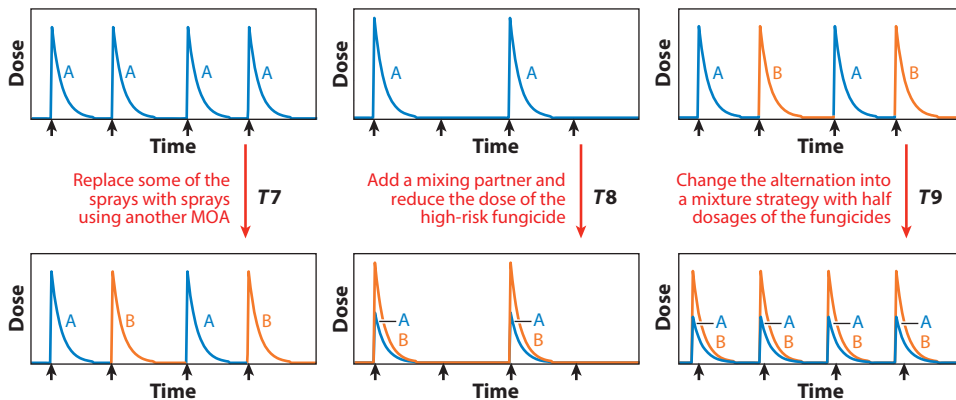 Dose
A
A
A
A
Time
Dose
A
A
Time
Dose
A
B
A
B
Time
Replace some of the
sprays with sprays
using another MOA
T7
Add a mixing partner and
reduce the dose of the
high-risk fungicide
T8
Change the alternation into
a mixture strategy with half
dosages of the fungicides
T9
Dose
A
B
A
B
Time
Dose
A
B
A
B
Time
Dose
A
B
A
B
A
B
A
B
Time